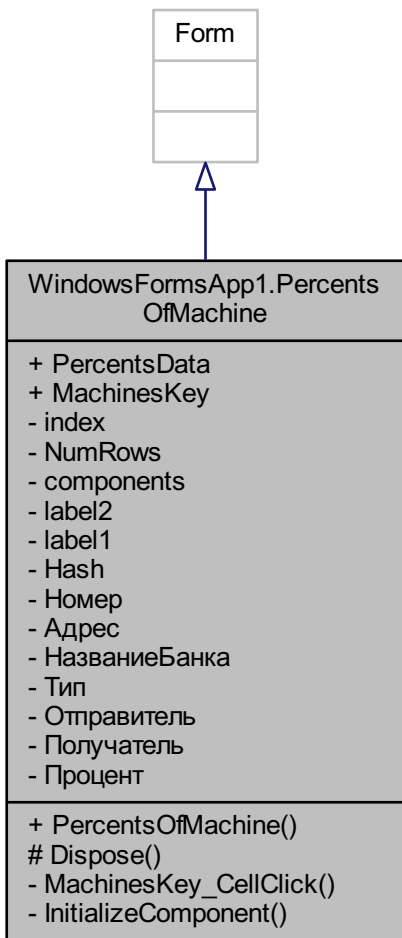 Form
WindowsFormsApp1.Percents
OfMachine
+ PercentsData
+ MachinesKey
- index
- NumRows
- components
- label2
- label1
- Hash
- Номер
- Адрес
- НазваниеБанка
- Тип
- Отправитель
- Получатель
- Процент
+ PercentsOfMachine()
# Dispose()
- MachinesKey_CellClick()
- InitializeComponent()